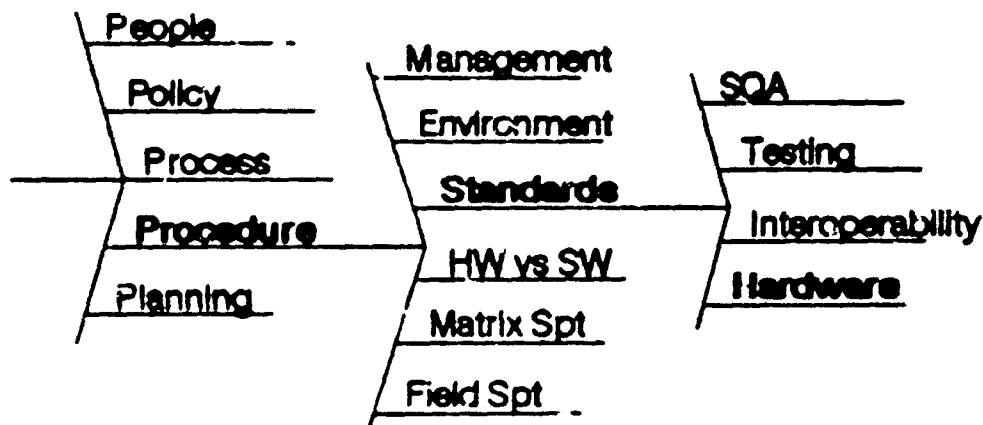 People
Policy
Process
Procedure
Planning
Management
Environment
Standards
HW vs SW
Matrix Spt
Field Spt
SQA
Testing
Interoperability
Hardware